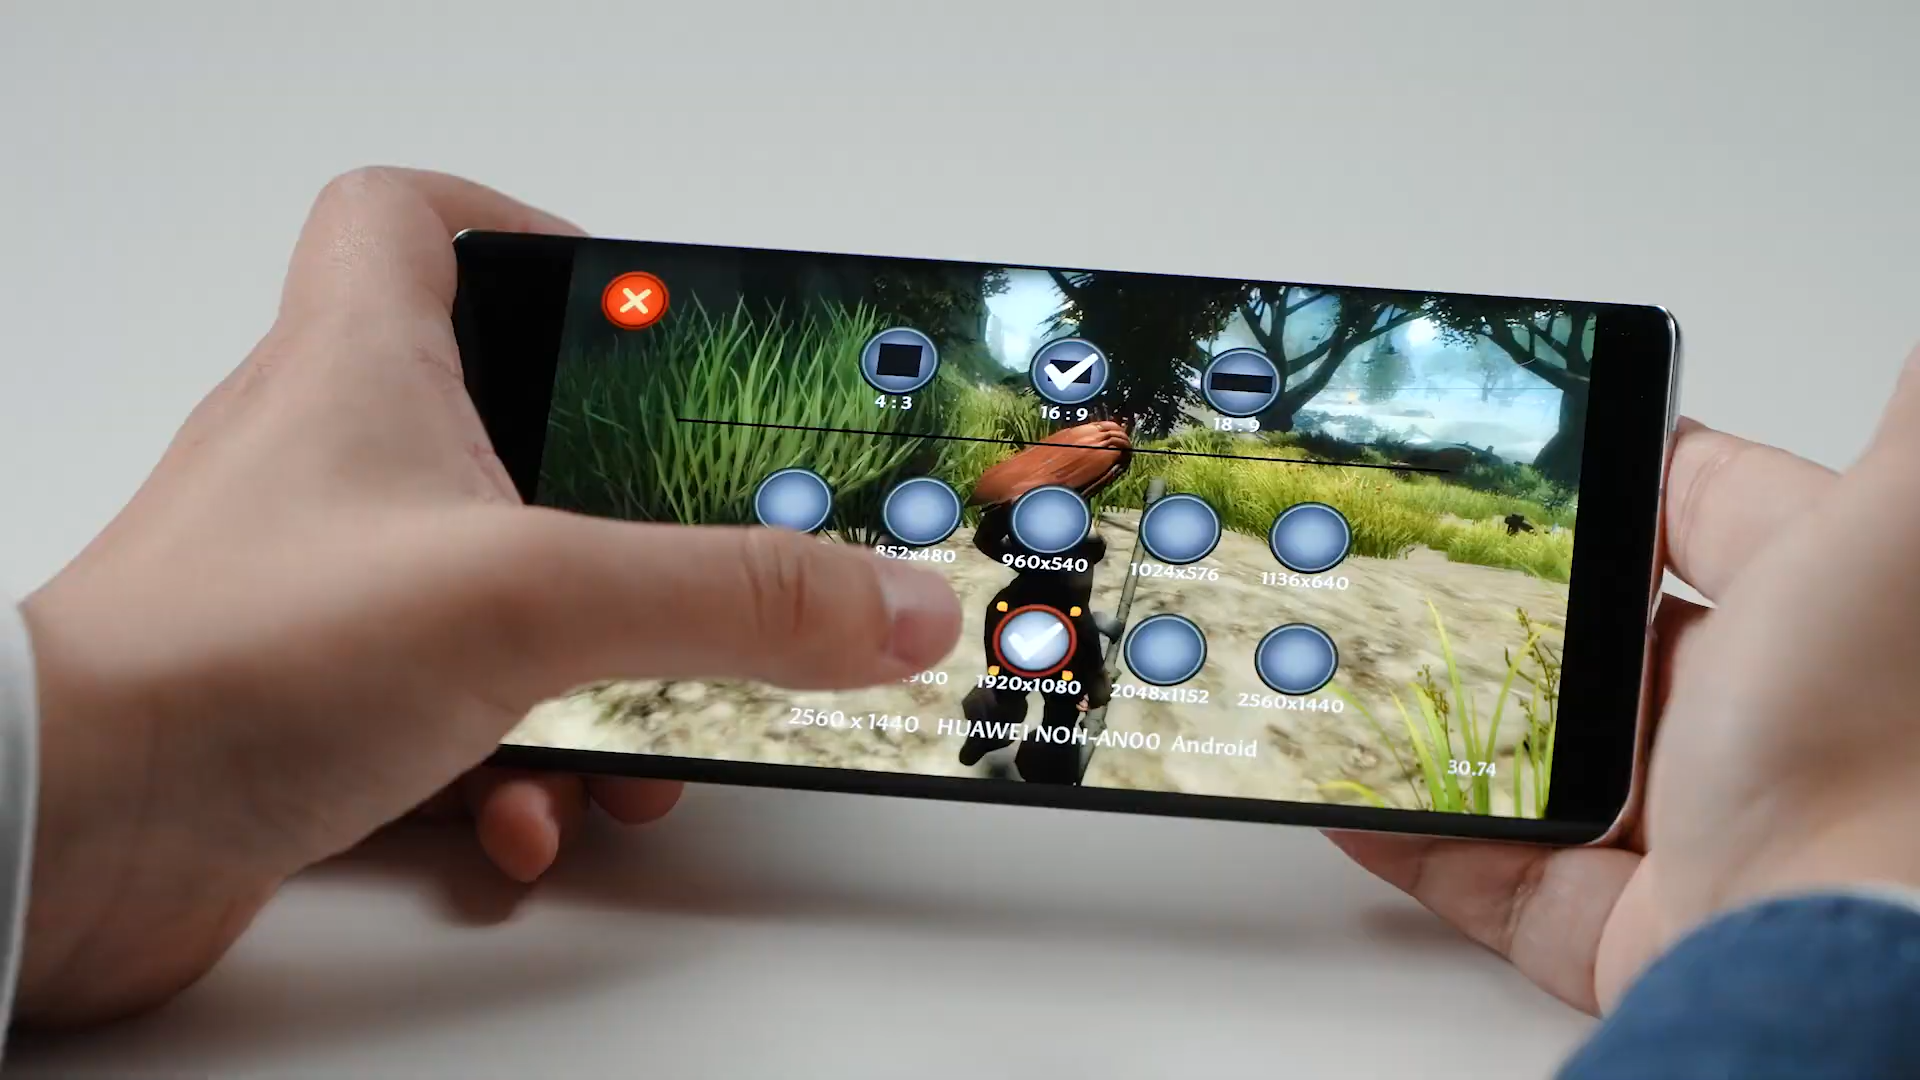 4:3 16:9 18:9
852x480 960x540 1024x576 1136x640
900 1920x1080 2048x1152 2560x1440
2560 x 1440 HUAWEI NOH-AN00 Android
30.74